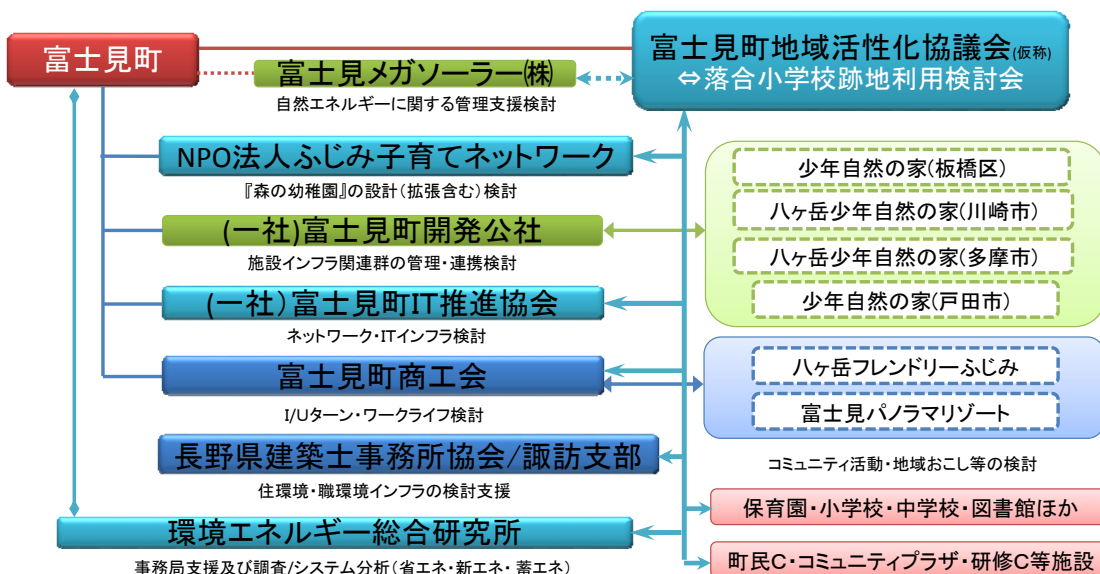 富士見町
富士見町地域活性化協議会(仮称)
⇔落合小学校跡地利用検討会
富士見メガソーラー㈱
自然エネルギーに関する管理支援検討
NPO法人ふじみ子育てネットワーク
『森の幼稚園』の設計(拡張含む)検討
(一社)富士見町開発公社
施設インフラ関連群の管理・連携検討
(一社)富士見町IT推進協会
ネットワーク・ITインフラ検討
富士見町商工会
I/Uターン・ワークライフ検討
長野県建築士事務所協会/諏訪支部
住環境・職環境インフラの検討支援
環境エネルギー総合研究所
事務局支援及び調査/システム分析(省エネ・新エネ・蓄エネ)
少年自然の家(板橋区)
八ヶ岳少年自然の家(川崎市)
八ヶ岳少年自然の家(多摩市)
少年自然の家(戸田市)
八ヶ岳フレンドリーふじみ
富士見パノラマリゾート
コミュニティ活動・地域おこし等の検討
保育園・小学校・中学校・図書館ほか
町民C・コミュニティプラザ・研修C等施設